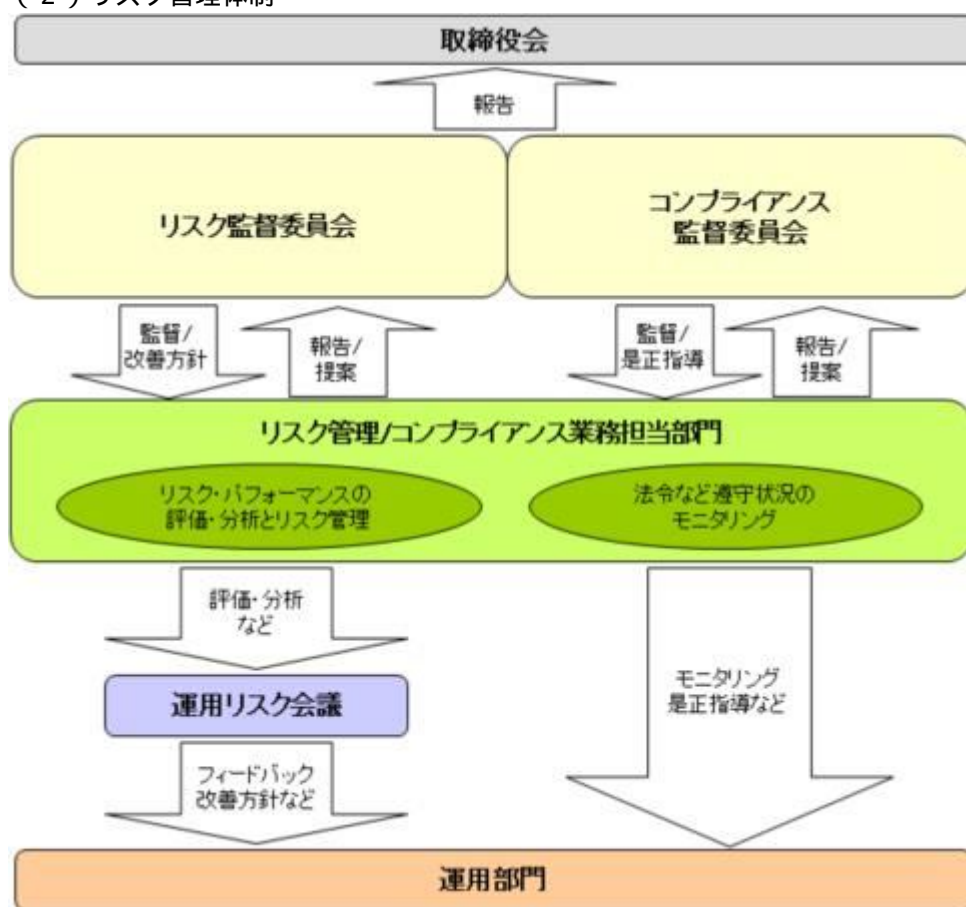 (2)リスク管理体制
取締役会
報告
リスク監督委員会
コンプライアンス
監督委員会
監督/
改善方針
報告/
提案
監督/
是正指導
報告/
提案
リスク管理/コンプライアンス業務担当部門
リスク・パフォーマンスの
評価・分析とリスク管理
法令など遵守状況の
モニタリング
評価・分析
など
運用リスク会議
モニタリング
是正指導など
フィードバック
改善方針など
運用部門